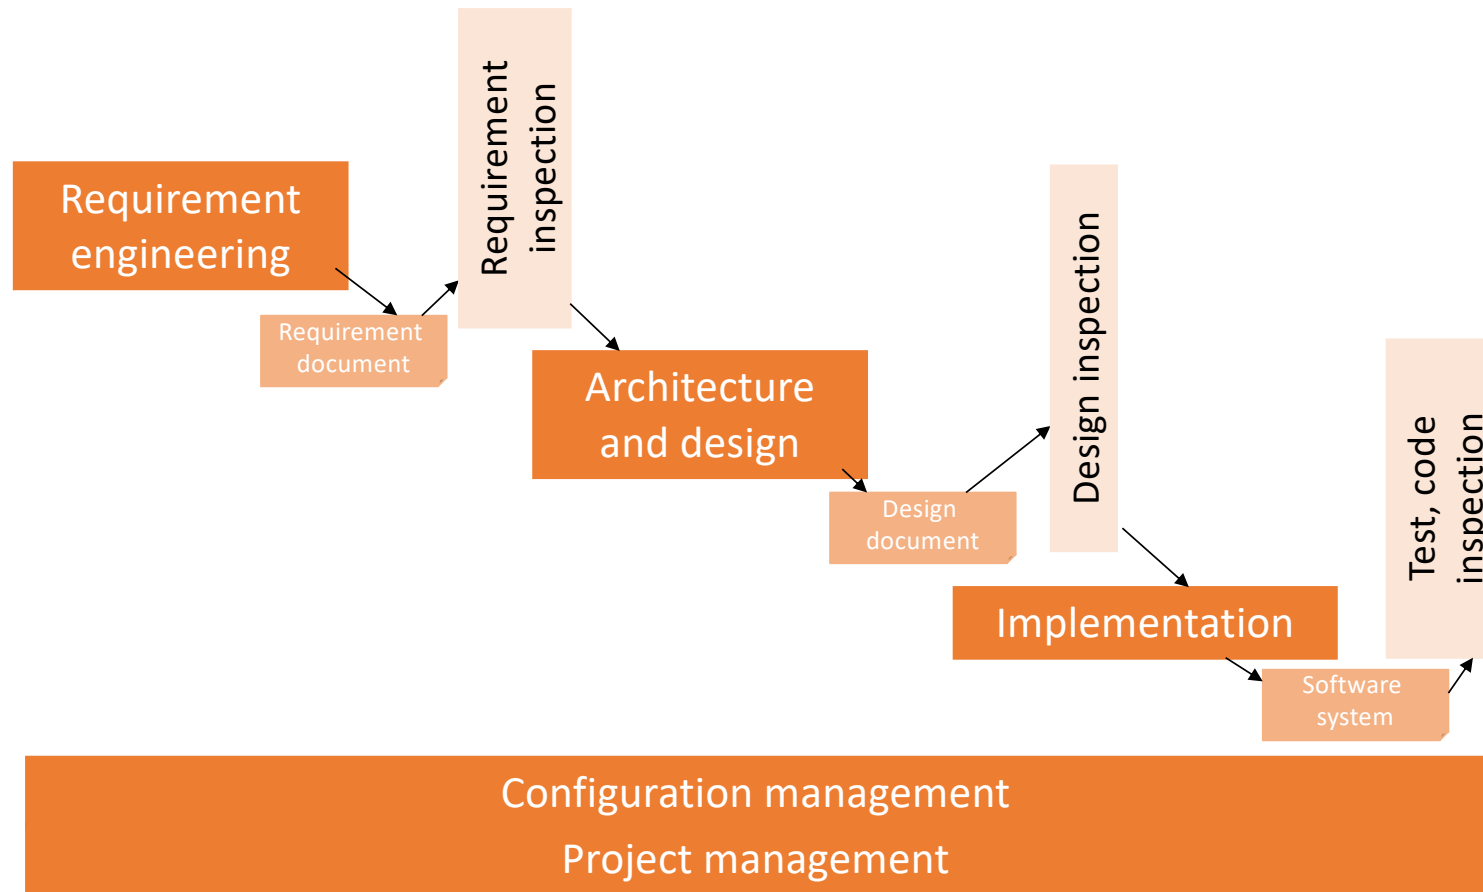 Requirement
inspection
Requirement
engineering
Requirement
document
Architecture
and design
Design
document
Design inspection
Implementation
Software
system
Test, code
inspection
Configuration management
Project management